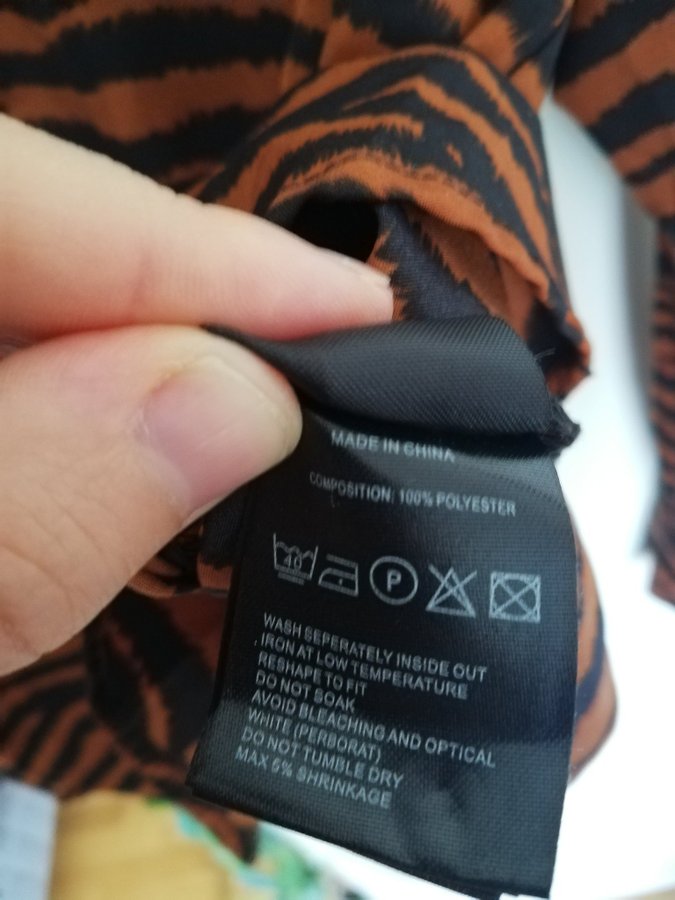 MADE IN CHINA
COMPOSITION: 100% POLYESTER
40 P
WASH SEPERATELY INSIDE OUT
IRON AT LOW TEMPERATURE
RESHAPE TO FIT
DO NOT SOAK
AVOID BLEACHING AND OPTICAL
WHITE (PERBORAT)
DO NOT TUMBLE DRY
MAX 5% SHRINKAGE